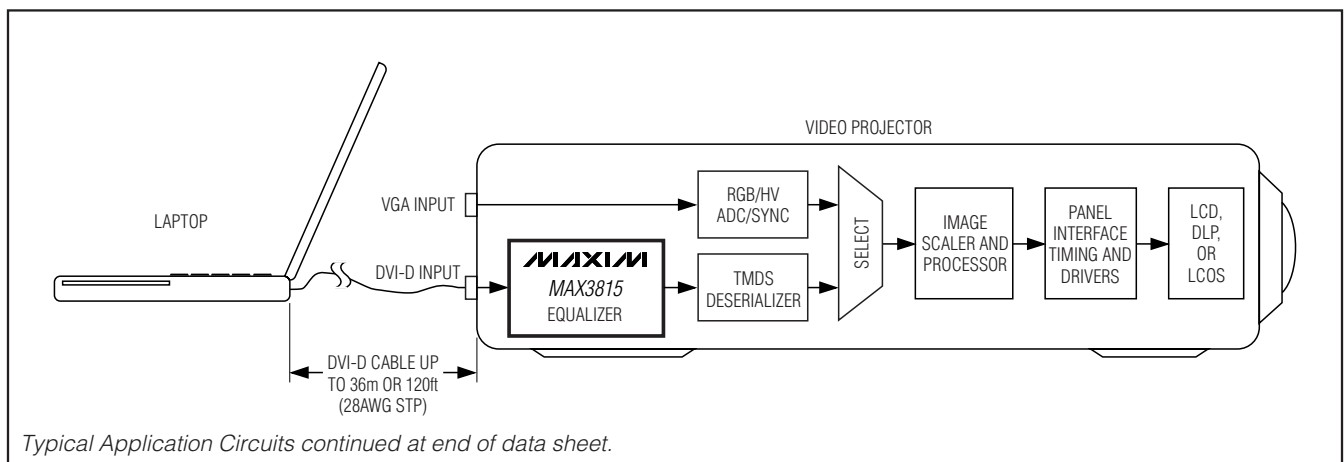 VIDEO PROJECTOR
LAPTOP
VGA INPUT
DVI-D INPUT
DVI-D CABLE UP
TO 36m OR 120ft
(28AWG STP)
MAXIM
MAX3815
EQUALIZER
RGB/HV
ADC/SYNC
TMDS
DESERIALIZER
SELECT
IMAGE
SCALER AND
PROCESSOR
PANEL
INTERFACE
TIMING AND
DRIVERS
LCD,
DLP,
OR
LCOS
Typical Application Circuits continued at end of data sheet.